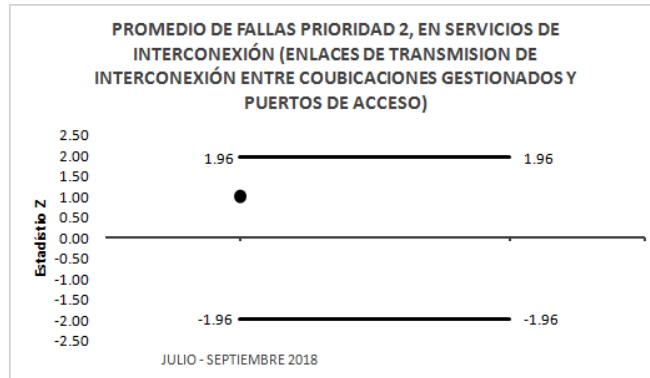 PROMEDIO DE FALLAS PRIORIDAD 2, EN SERVICIOS DE
INTERCONEXIÓN (ENLACES DE TRANSMISION DE
INTERCONEXIÓN ENTRE COUBICACIONES GESTIONADOS Y
PUERTOS DE ACCESO)
Estadístio Z
2.50
2.00
1.50
1.00
0.50
0.00
-0.50
-1.00
-1.50
-2.00
-2.50
1.96
1.96
-1.96
-1.96
JULIO - SEPTIEMBRE 2018